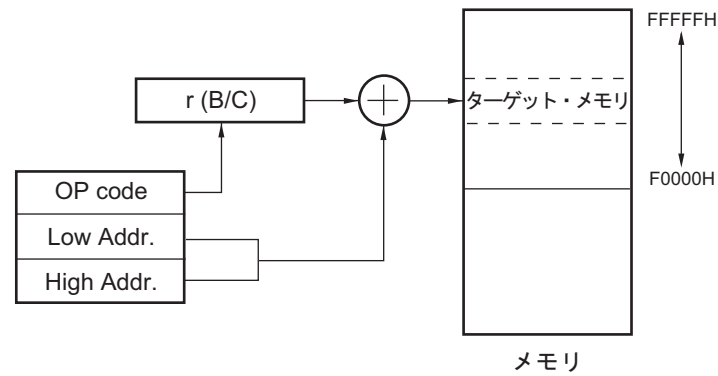 FFFFFH
r (B/C)
ターゲット・メモリ
OP code
F0000H
Low Addr.
High Addr.
メモリ